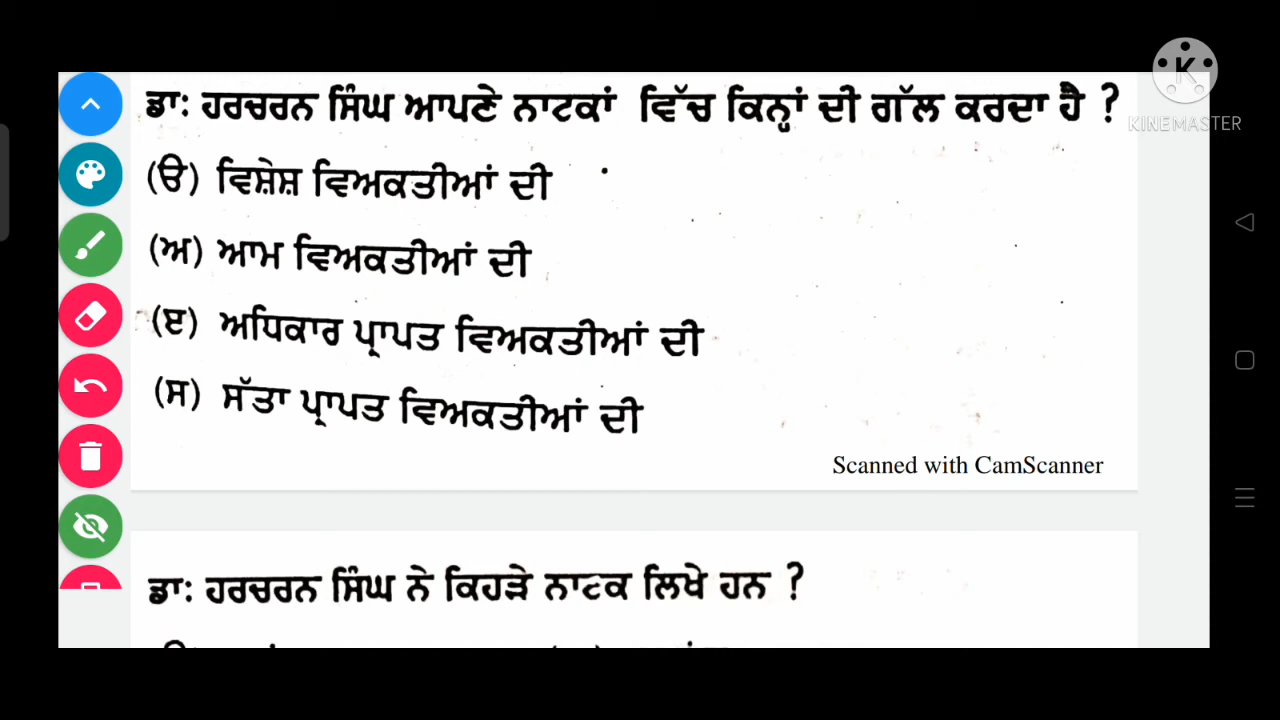 KINEMASTER
ਡਾ: ਹਰਚਰਨ ਸਿੰਘ ਆਪਣੇ ਨਾਟਕਾਂ ਵਿੱਚ ਕਿਨ੍ਹਾਂ ਦੀ ਗੱਲ ਕਰਦਾ ਹੈ ?
(ੳ) ਵਿਸ਼ੇਸ਼ ਵਿਅਕਤੀਆਂ ਦੀ
(ਅ) ਆਮ ਵਿਅਕਤੀਆਂ ਦੀ
(ੲ) ਅਧਿਕਾਰ ਪ੍ਰਾਪਤ ਵਿਅਕਤੀਆਂ ਦੀ
(ਸ) ਸੱਤਾ ਪ੍ਰਾਪਤ ਵਿਅਕਤੀਆਂ ਦੀ
Scanned with CamScanner
ਡਾ: ਹਰਚਰਨ ਸਿੰਘ ਨੇ ਕਿਹੜੇ ਨਾਟਕ ਲਿਖੇ ਹਨ ?